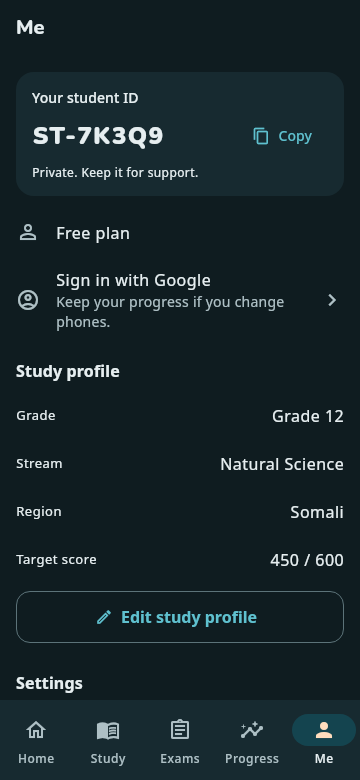 Me
Your student ID
ST-7K3Q9
Copy
Private. Keep it for support.
Free plan
Sign in with Google
Keep your progress if you change
phones.
Study profile
Grade
Grade 12
Stream
Natural Science
Region
Somali
Target score
450 / 600
Edit study profile
Settings
Home
Study
Exams
Progress
Me